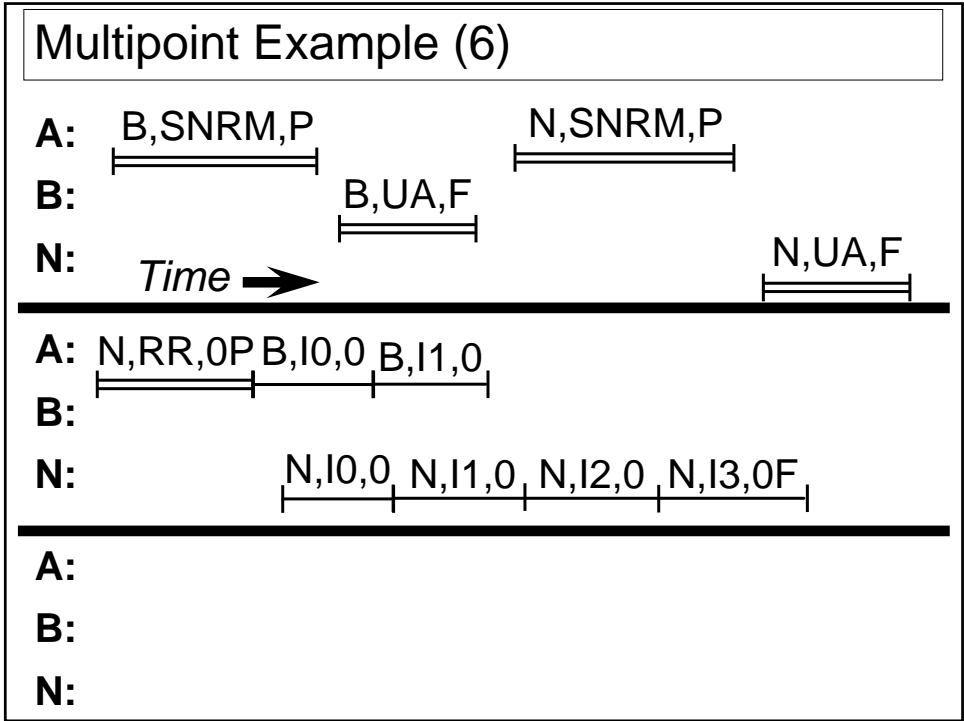 Multipoint Example (6)
A: B,SNRM,P N,SNRM,P
B: B,UA,F
N: Time N,UA,F
A: N,RR,0P B,I0,0 B,I1,0
B:
N: N,I0,0 N,I1,0 N,I2,0 N,I3,0F
A:
B:
N: